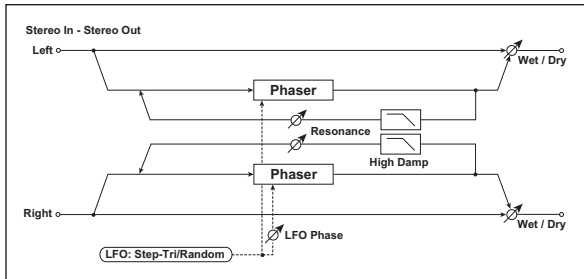 Stereo In - Stereo Out
Left
Wet / Dry
Phaser
Resonance
High Damp
Phaser
Right
Wet / Dry
LFO Phase
LFO: Step-Tri/Random